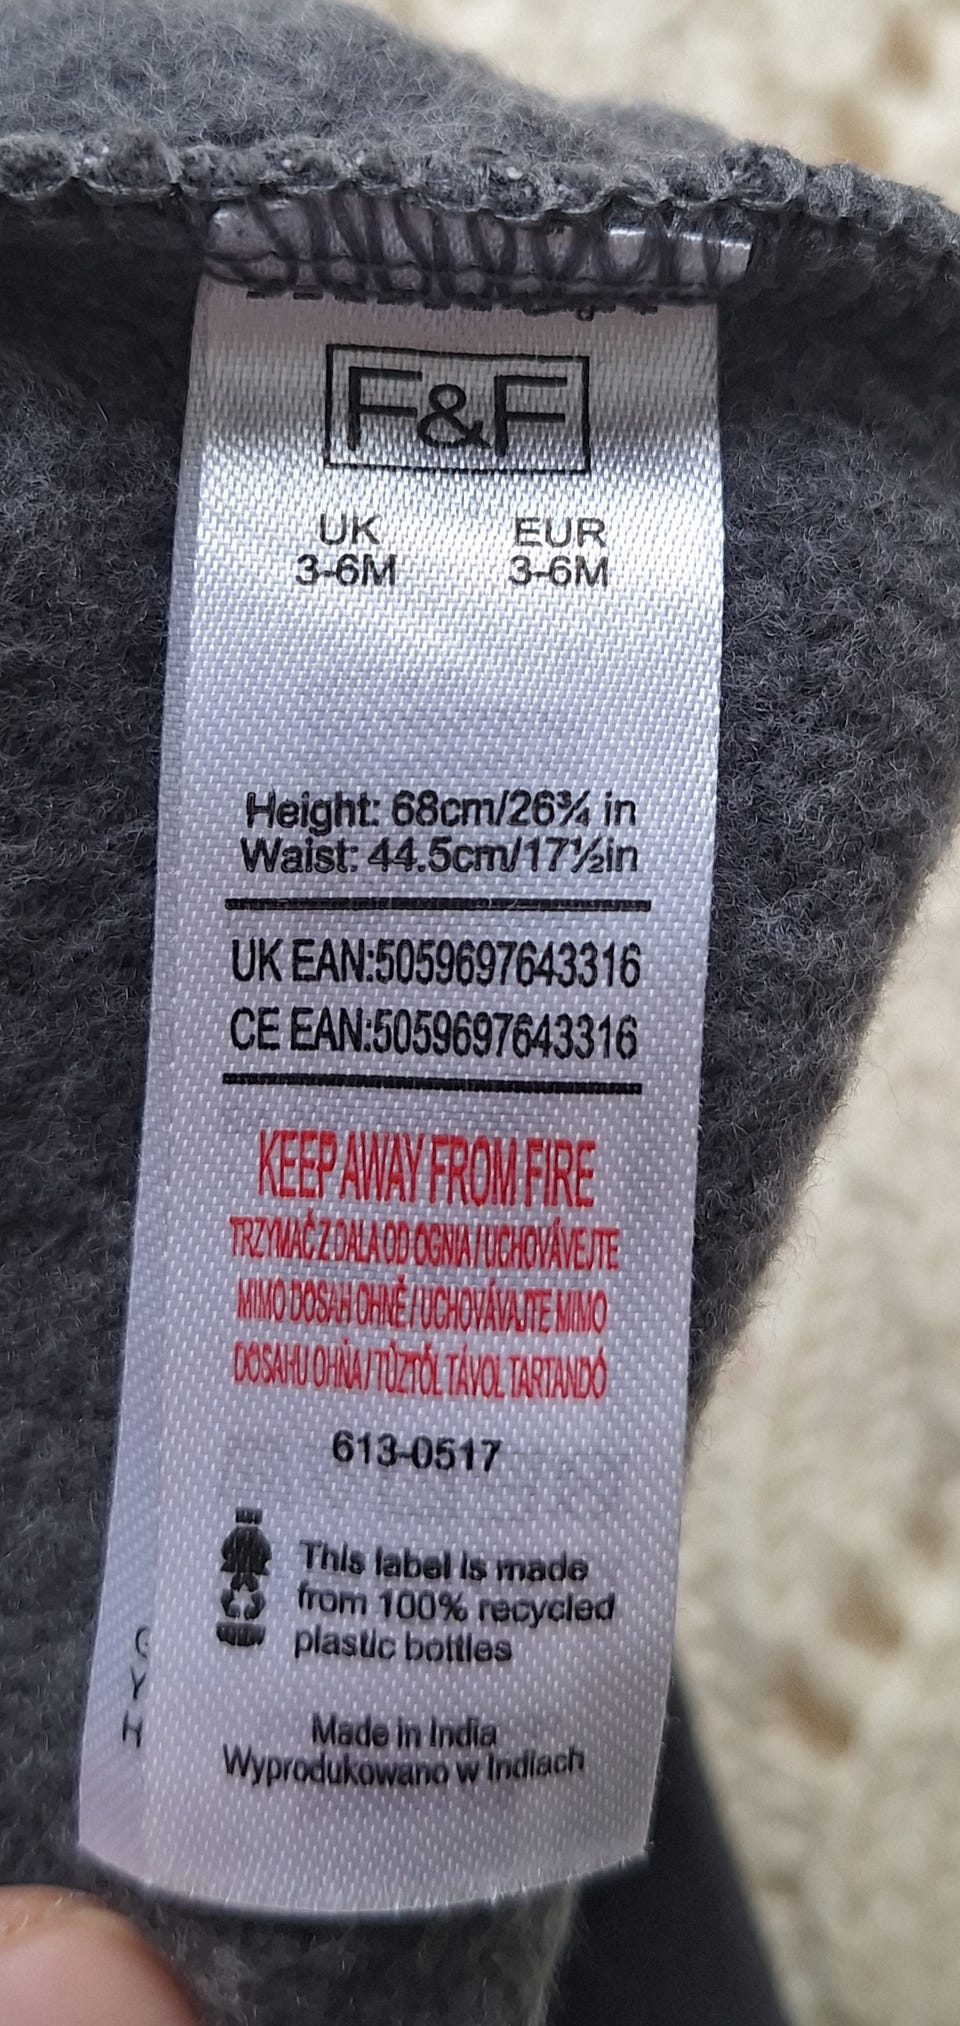 F&F
UK EUR
3-6M 3-6M
Height: 68cm/26¾ in
Waist: 44.5cm/17½in
UK EAN:5059697643316
CE EAN:5059697643316
KEEP AWAY FROM FIRE
TRZYMAĆ Z DALA OD OGNIA / UCHOVÁVEJTE
MIMO DOSAH OHNĚ / UCHOVÁVAJTE MIMO
DOSAHU OHŇA / TŰZTŐL TÁVOL TARTANDÓ
613-0517
This label is made
from 100% recycled
plastic bottles
Made in India
Wyprodukowano w Indiach